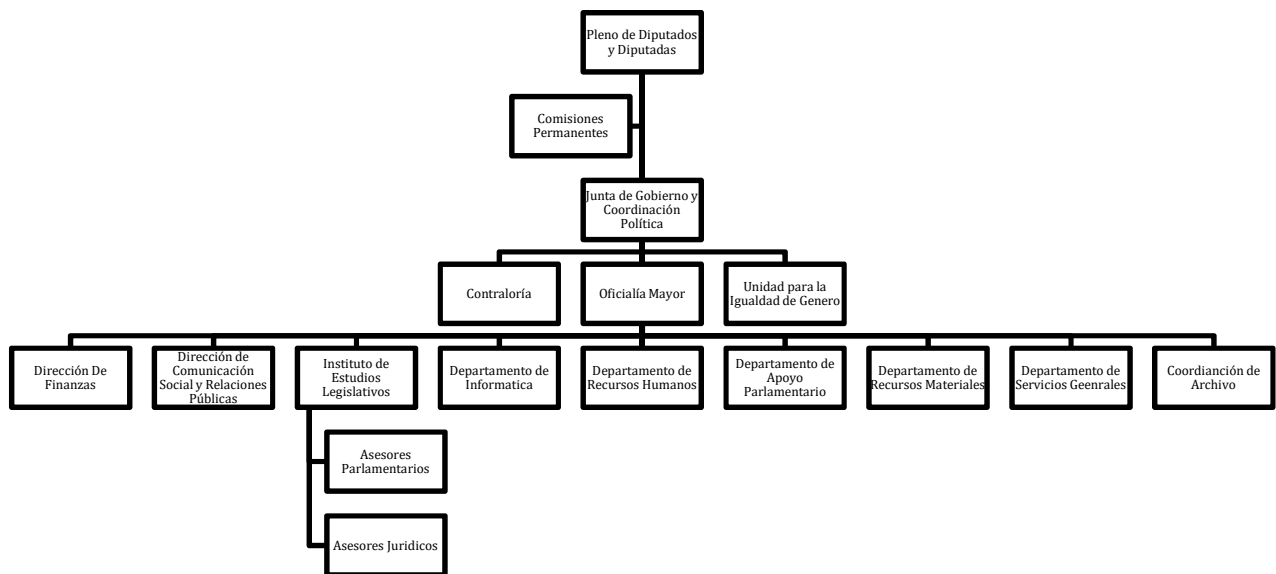 Pleno de Diputados
y Diputadas
Comisiones
Permanentes
Junta de Gobierno y
Coordinación
Política
Contraloría
Oficialía Mayor
Unidad para la
Igualdad de Genero
Dirección De
Finanzas
Dirección de
Comunicación
Social y Relaciones
Públicas
Instituto de
Estudios
Legislativos
Departamento de
Informatica
Departamento de
Recursos Humanos
Departamento de
Apoyo
Parlamentario
Departamento de
Recursos Materiales
Departamento de
Servicios Geenrales
Coordianción de
Archivo
Asesores
Parlamentarios
Asesores Juridicos